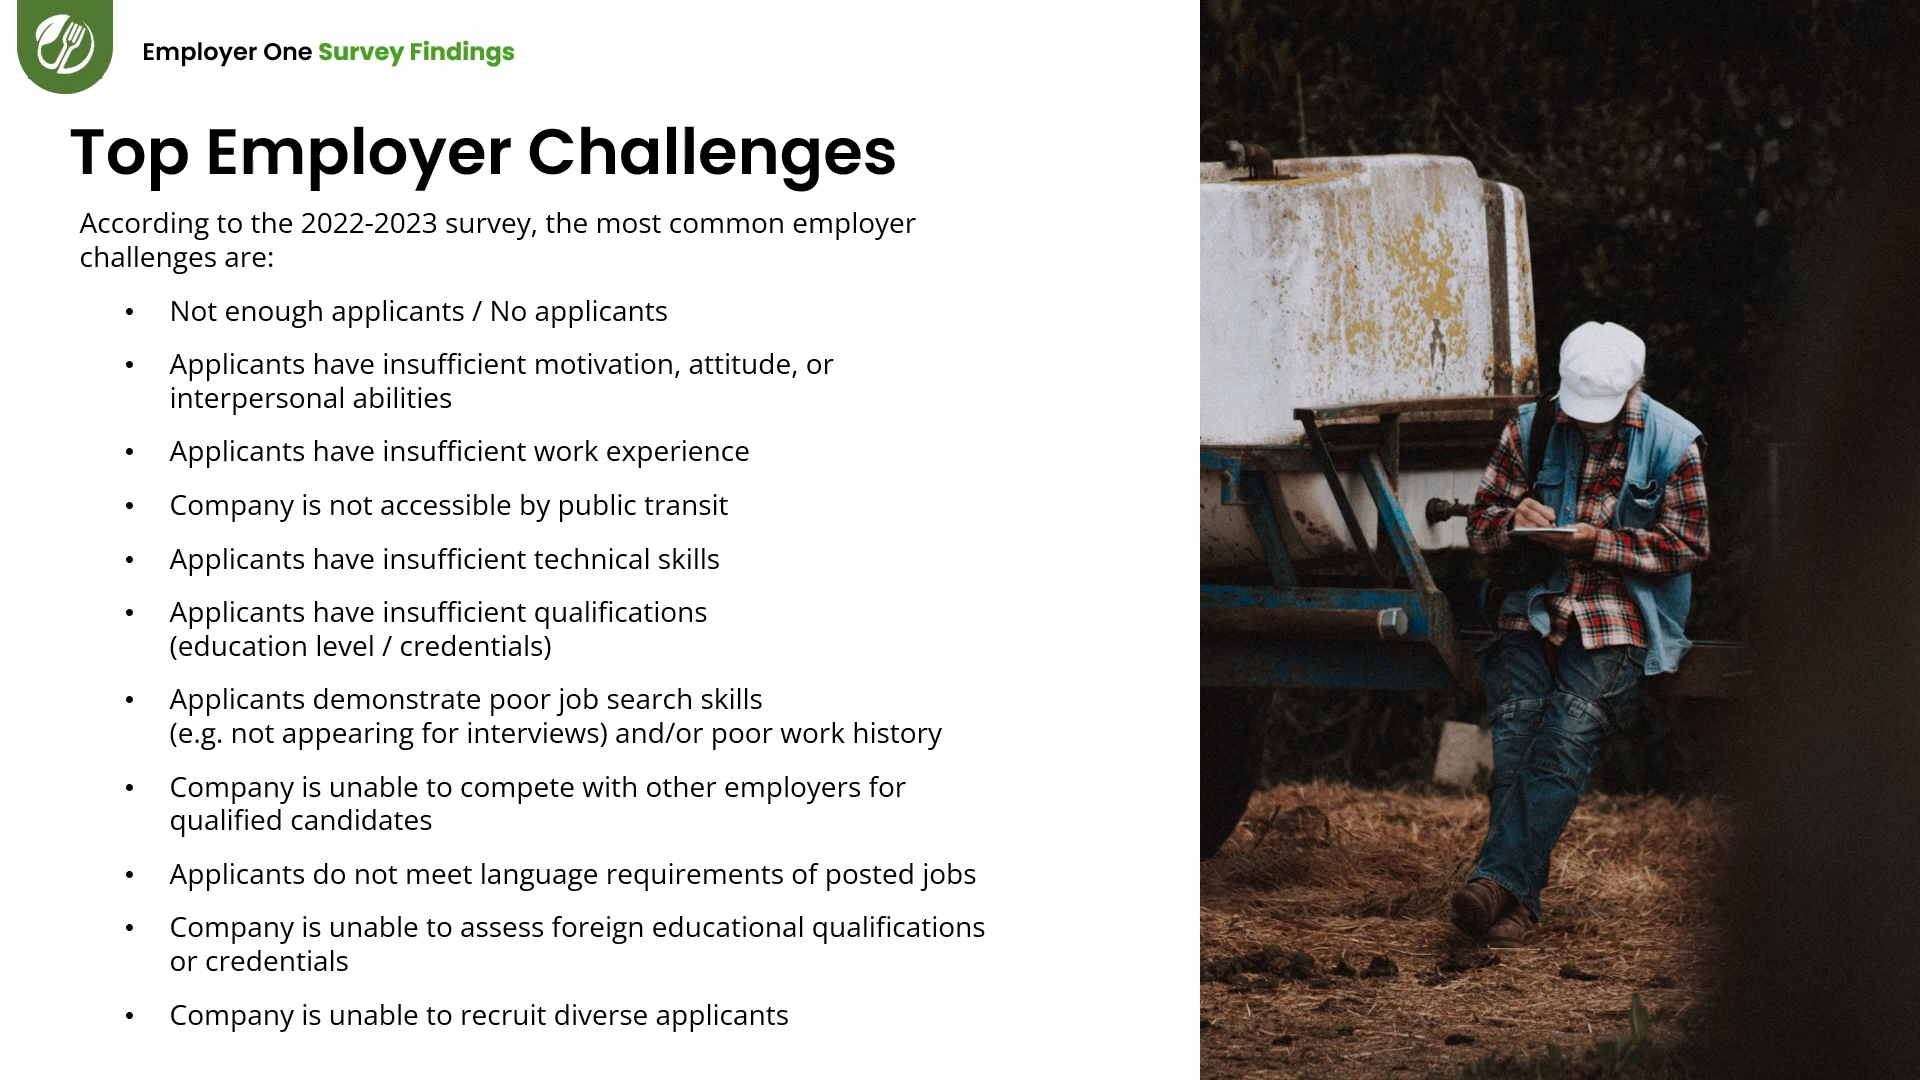 Employer One Survey Findings
Top Employer Challenges
According to the 2022-2023 survey, the most common employer
challenges are:
• Not enough applicants / No applicants
• Applicants have insufficient motivation, attitude, or
interpersonal abilities
• Applicants have insufficient work experience
• Company is not accessible by public transit
• Applicants have insufficient technical skills
• Applicants have insufficient qualifications
(education level / credentials)
• Applicants demonstrate poor job search skills
(e.g. not appearing for interviews) and/or poor work history
• Company is unable to compete with other employers for
qualified candidates
• Applicants do not meet language requirements of posted jobs
• Company is unable to assess foreign educational qualifications
or credentials
• Company is unable to recruit diverse applicants